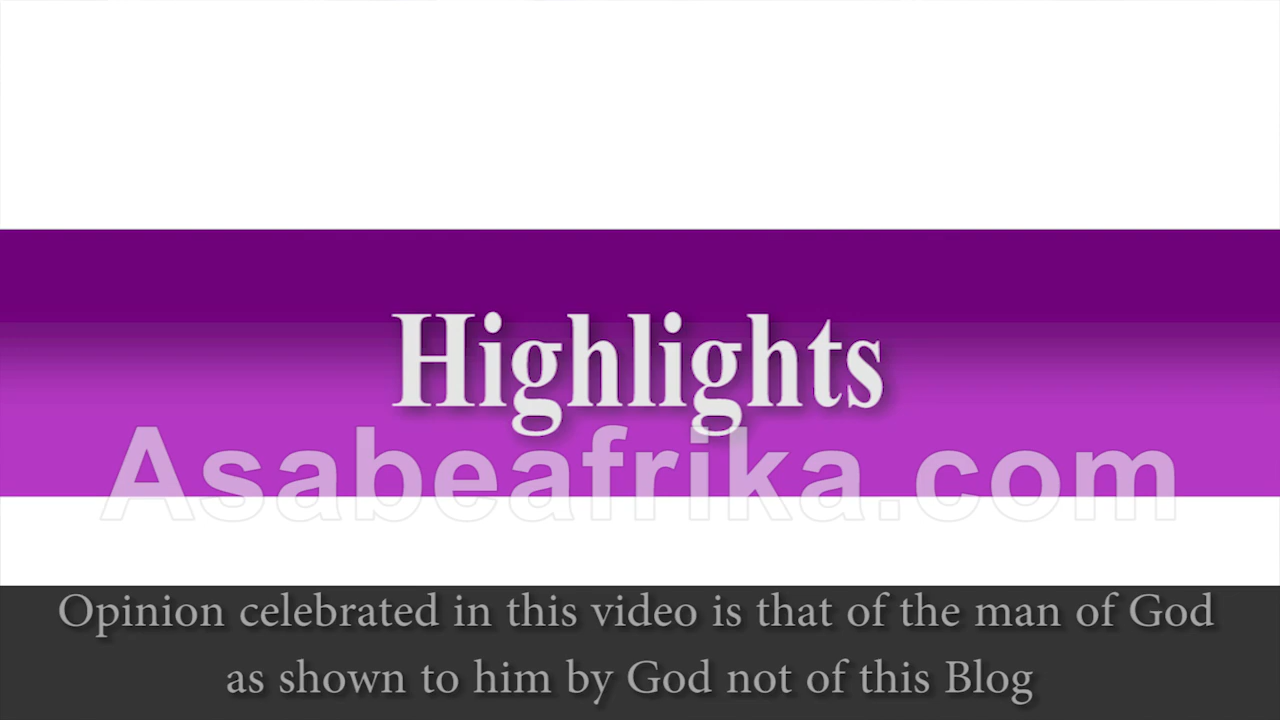 Highlights
Asabeafrika.com
Opinion celebrated in this video is that of the man of God
as shown to him by God not of this Blog